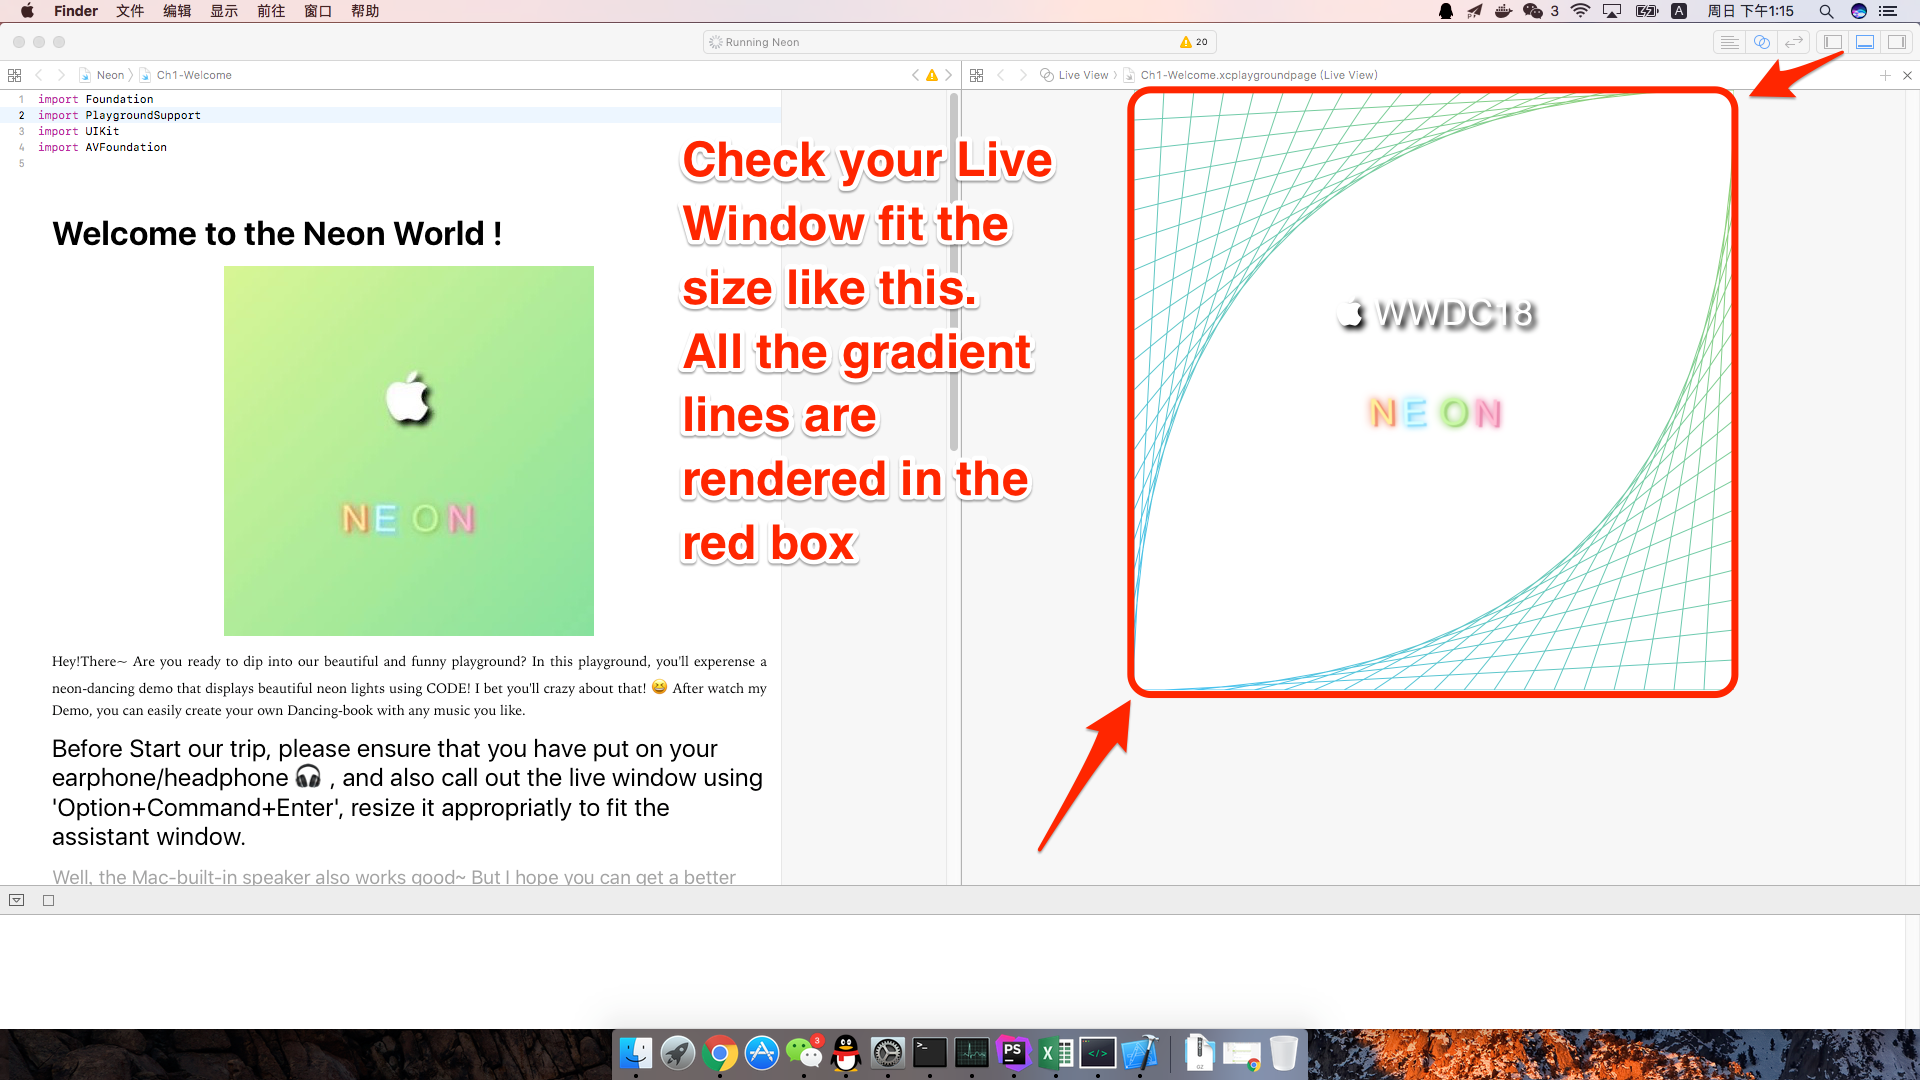 Finder 文件 编辑 显示 前往 窗口 帮助 3 A 周日 下午1:15
Running Neon 20
Neon Ch1-Welcome
Live View Ch1-Welcome.xcplaygroundpage (Live View)
1 import Foundation
2 import PlaygroundSupport
3 import UIKit
4 import AVFoundation
5
Welcome to the Neon World !
NEON
Hey!There~ Are you ready to dip into our beautiful and funny playground? In this playground, you'll experense a
neon-dancing demo that displays beautiful neon lights using CODE! I bet you'll crazy about that! 😆 After watch my
Demo, you can easily create your own Dancing-book with any music you like.
Before Start our trip, please ensure that you have put on your
earphone/headphone 🎧 , and also call out the live window using
'Option+Command+Enter', resize it appropriatly to fit the
assistant window.
Well, the Mac-built-in speaker also works good~ But I hope you can get a better
Check your Live
Window fit the
size like this.
All the gradient
lines are
rendered in the
red box
WWDC18
NEON
3
PS